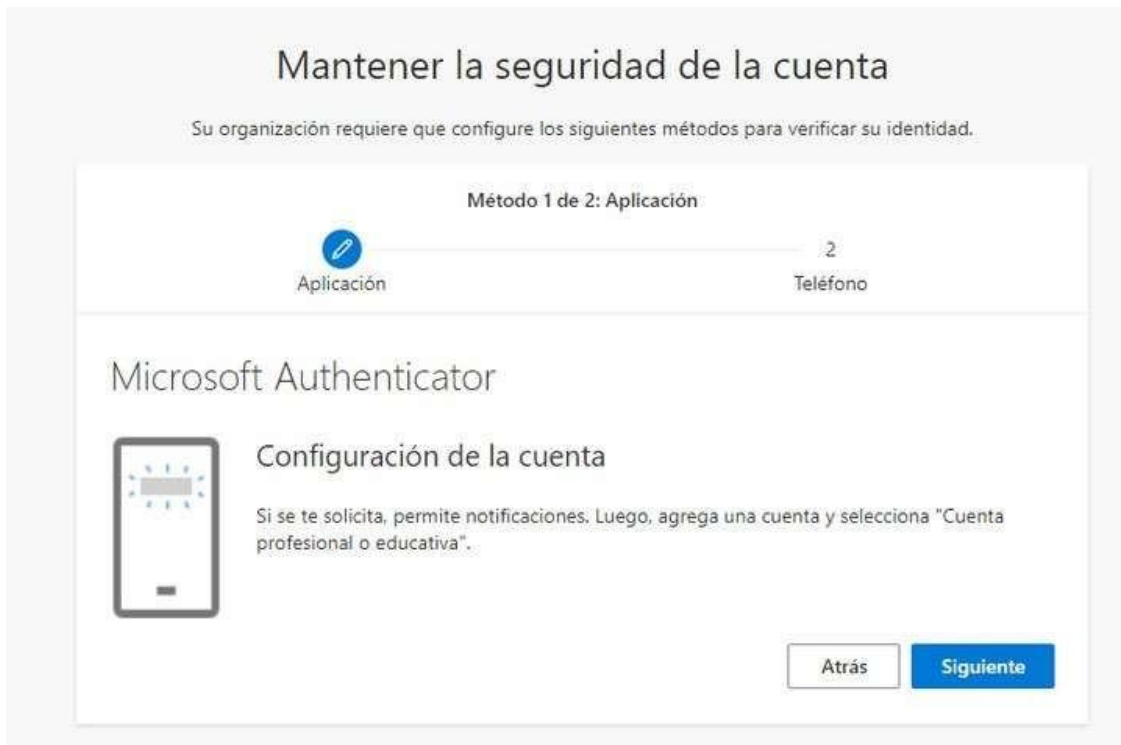 Mantener la seguridad de la cuenta
Su organización requiere que configure los siguientes métodos para verificar su identidad.
Método 1 de 2: Aplicación
2
Aplicación
Teléfono
Microsoft Authenticator
Configuración de la cuenta
Si se te solicita, permite notificaciones. Luego, agrega una cuenta y selecciona "Cuenta
profesional o educativa".
Atrás
Siguiente